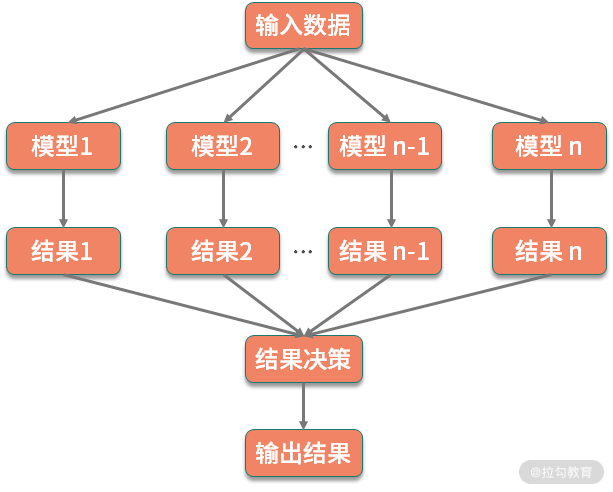 输入数据
模型1
模型2
...
模型 n-1
模型 n
结果1
结果2
...
结果 n-1
结果 n
结果决策
输出结果
@拉勾教育